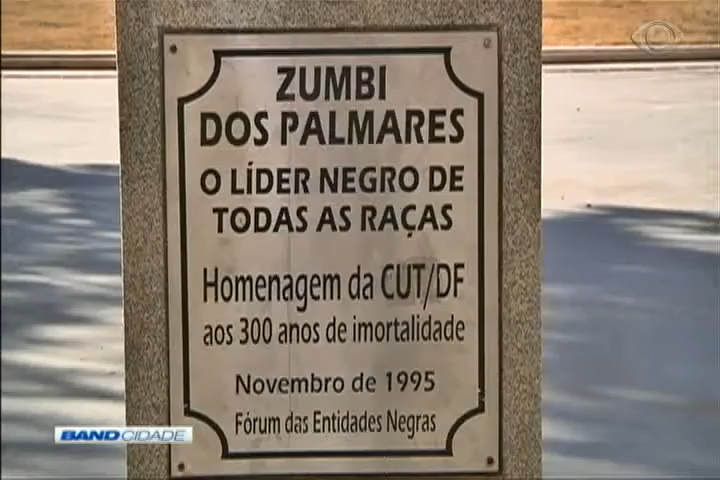 ZUMBI
DOS PALMARES
O LÍDER NEGRO DE
TODAS AS RAÇAS
Homenagem da CUT/DF
aos 300 anos de imortalidade
Novembro de 1995
Fórum das Entidades Negras
BAND CIDADE